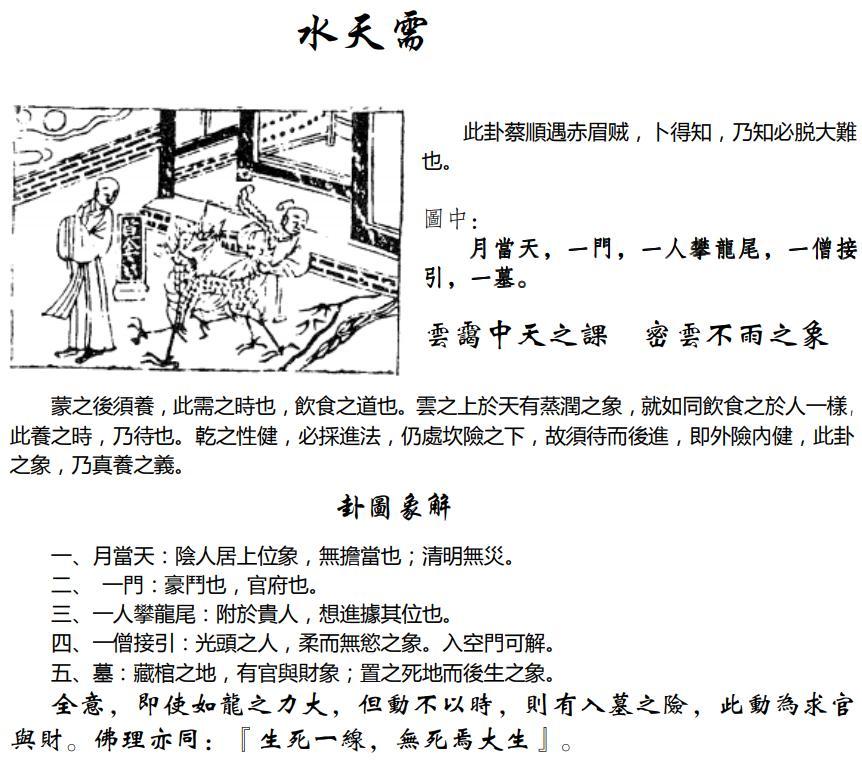 水天需
此卦蔡順遇赤眉贼，卜得知，乃知必脱大難
也。
圖中：
月當天，一門，一人攀龍尾，一僧接
引，一墓。
雲靄中天之課　密雲不雨之象
蒙之後須養，此需之時也，飲食之道也。雲之上於天有蒸潤之象，就如同飲食之於人一樣，
此養之時，乃待也。乾之性健，必採進法，仍處坎險之下，故須待而後進，即外險內健，此卦
之象，乃真養之義。
卦圖象解
一、月當天：陰人居上位象，無擔當也；清明無災。
二、 一門：豪鬥也，官府也。
三、一人攀龍尾：附於貴人，想進據其位也。
四、一僧接引：光頭之人，柔而無慾之象。入空門可解。
五、墓：藏棺之地，有官與財象；置之死地而後生之象。
全意，即使如龍之力大，但動不以時，則有入墓之險，此動為求官
與財。佛理亦同：『生死一線，無死焉大生』。